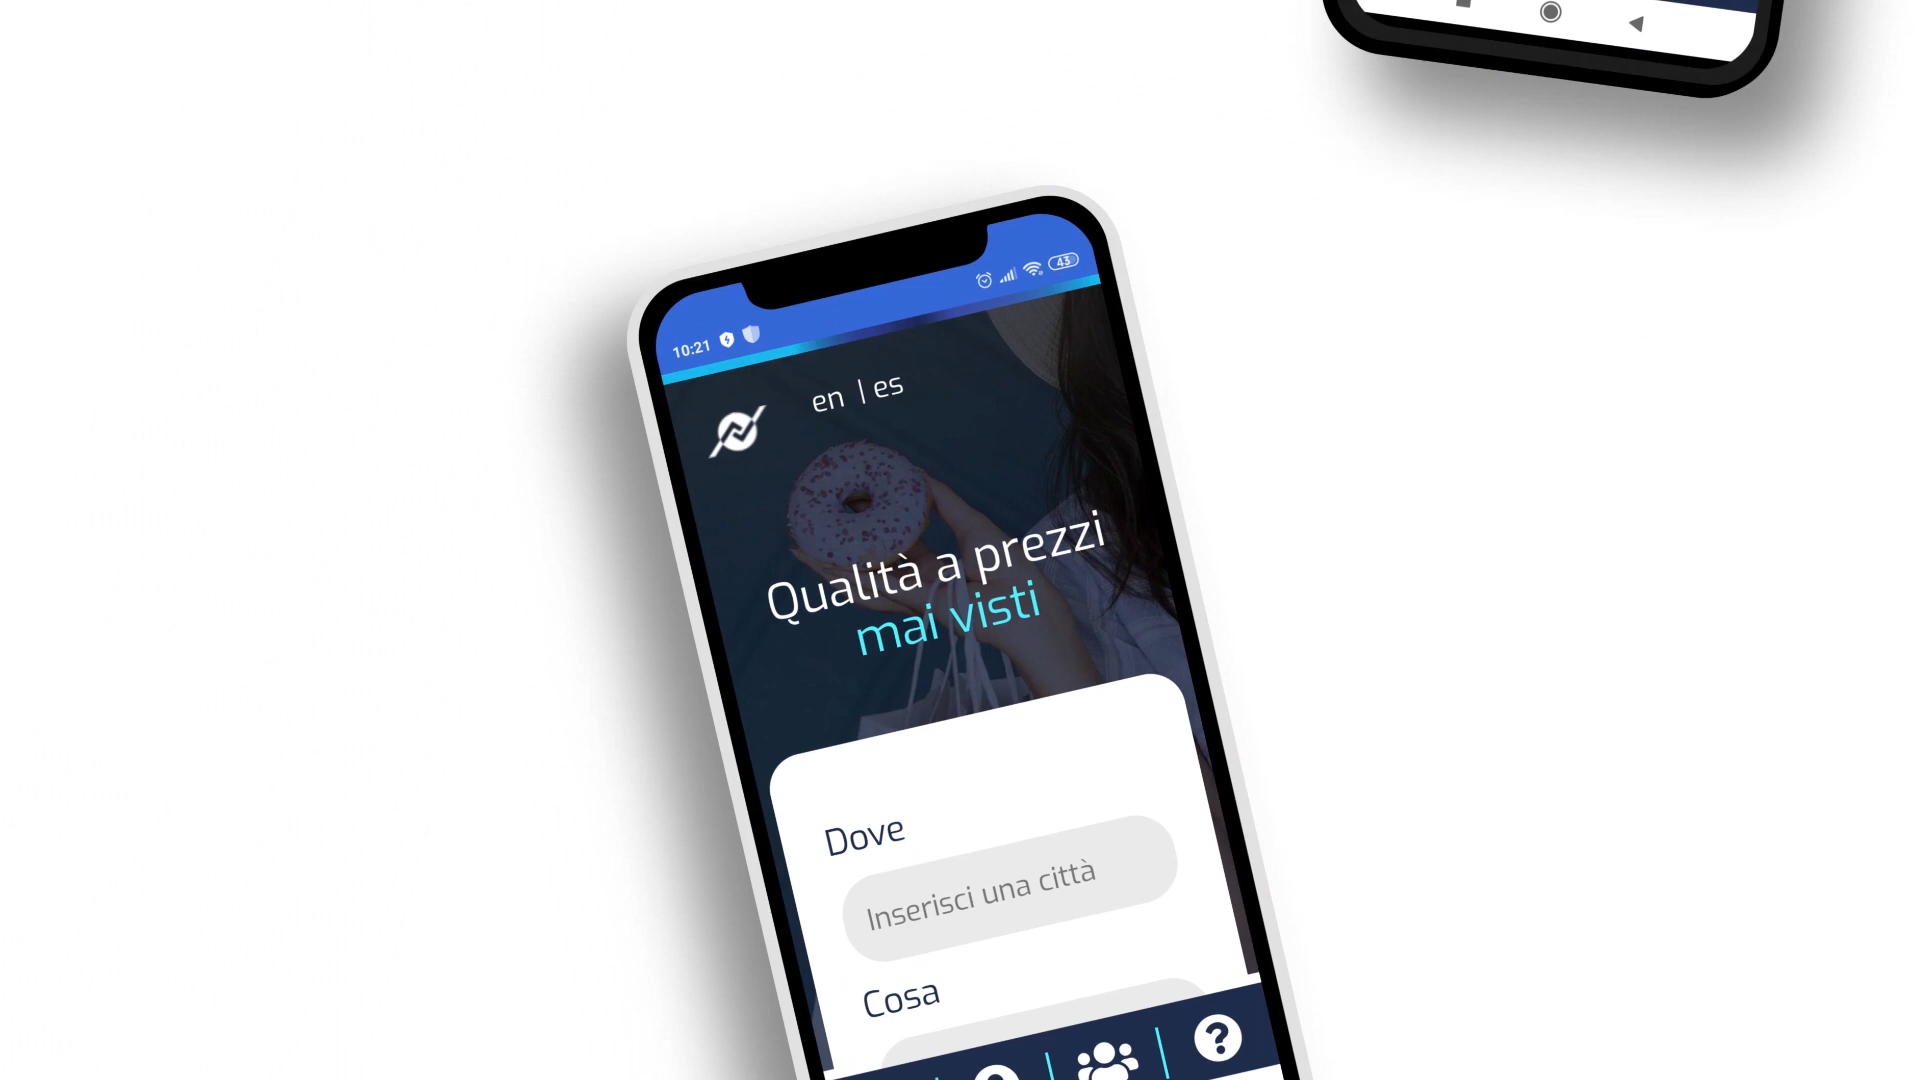 10:21
43
en | es
Qualità a prezzi
mai visti
Dove
Inserisci una città
Cosa